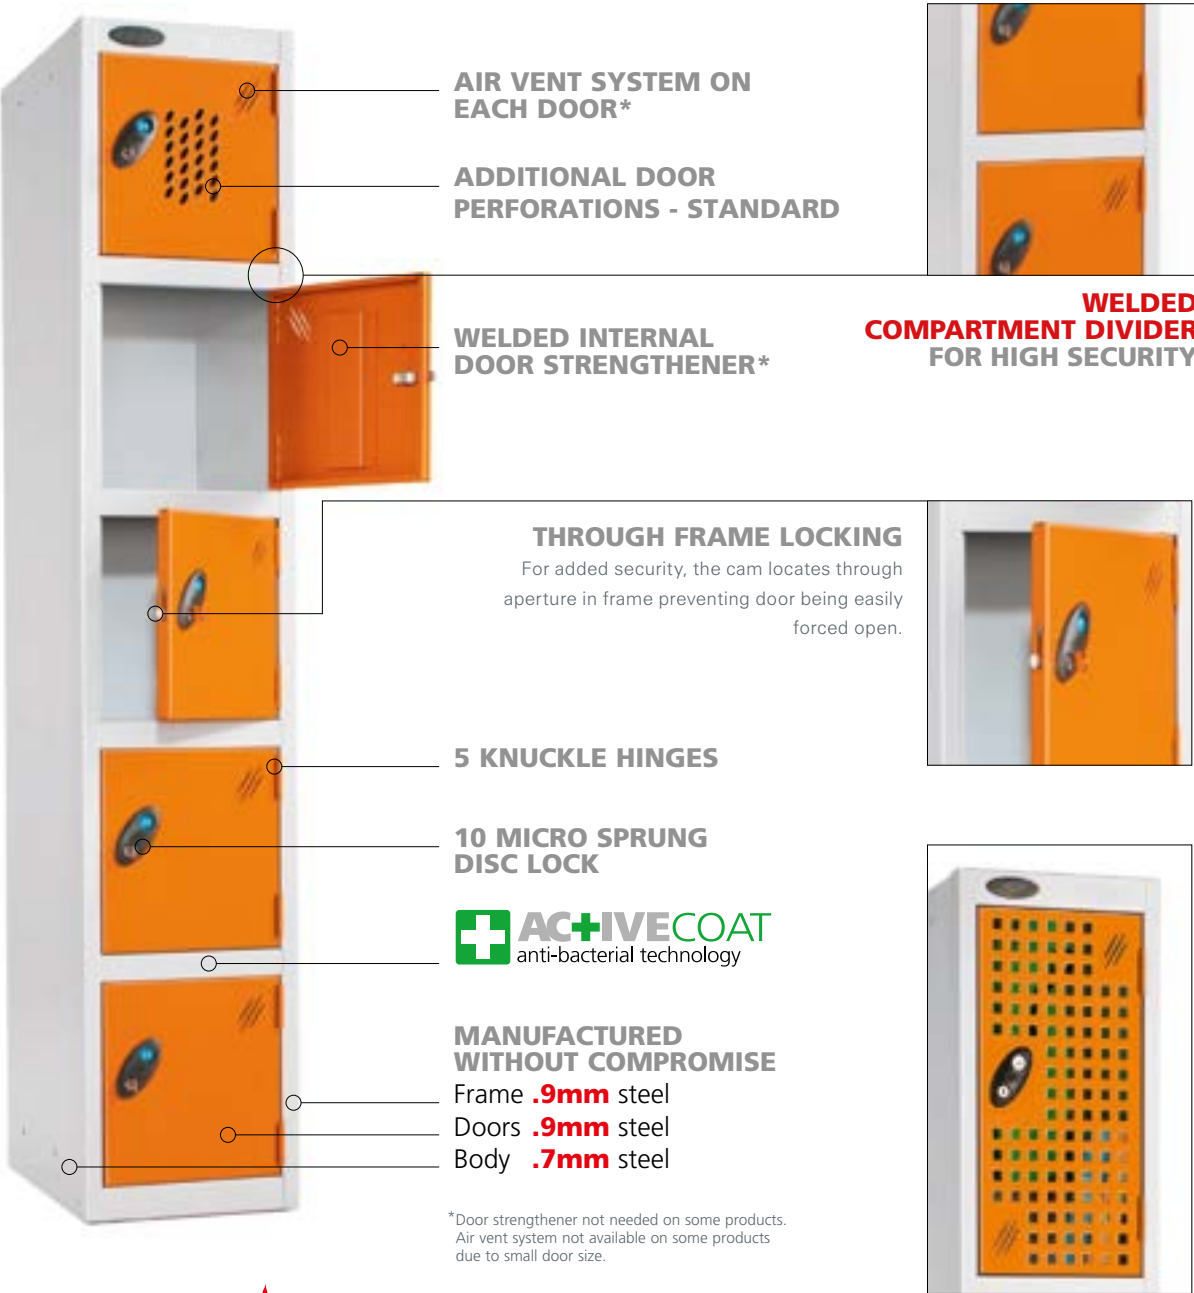 AIR VENT SYSTEM ON
EACH DOOR*
ADDITIONAL DOOR
PERFORATIONS - STANDARD
WELDED INTERNAL
DOOR STRENGTHENER*
WELDED
COMPARTMENT DIVIDER
FOR HIGH SECURITY
THROUGH FRAME LOCKING
For added security, the cam locates through
aperture in frame preventing door being easily
forced open.
5 KNUCKLE HINGES
10 MICRO SPRUNG
DISC LOCK
AC+IVECOAT
anti-bacterial technology
MANUFACTURED
WITHOUT COMPROMISE
Frame .9mm steel
Doors .9mm steel
Body .7mm steel
*Door strengthener not needed on some products.
Air vent system not available on some products
due to small door size.